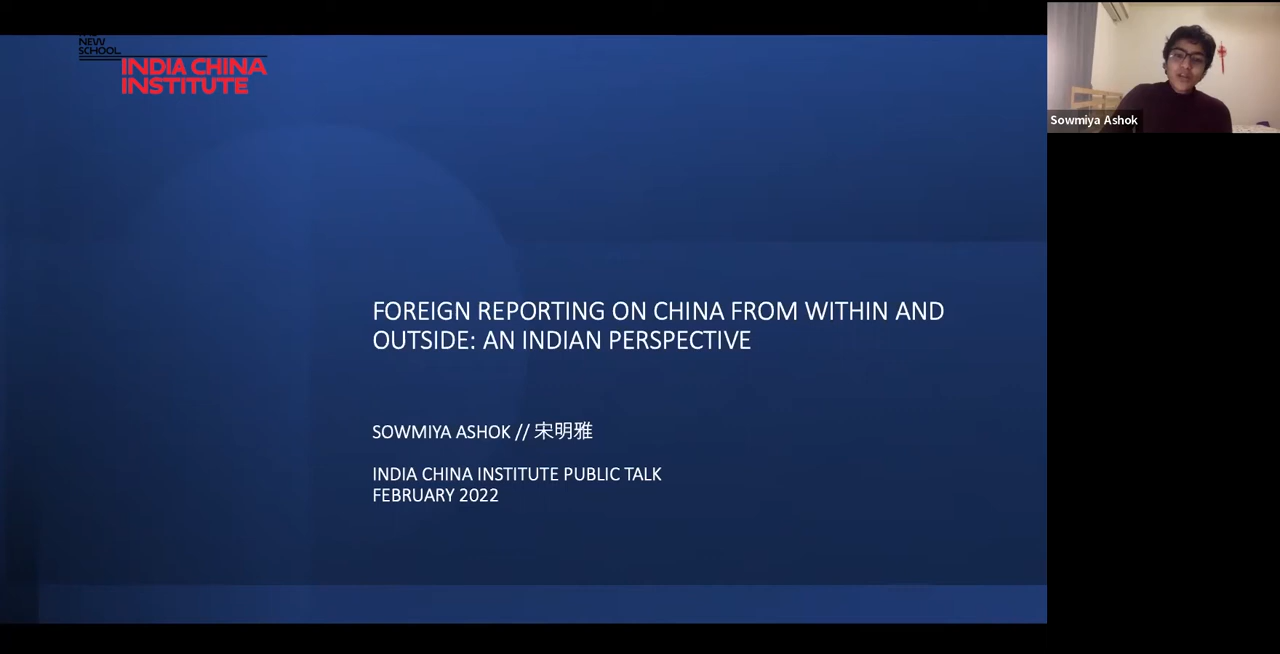 NEW
SCHOOL
INDIA CHINA
INSTITUTE
Sowmiya Ashok
FOREIGN REPORTING ON CHINA FROM WITHIN AND
OUTSIDE: AN INDIAN PERSPECTIVE
SOWMIYA ASHOK // 宋明雅
INDIA CHINA INSTITUTE PUBLIC TALK
FEBRUARY 2022